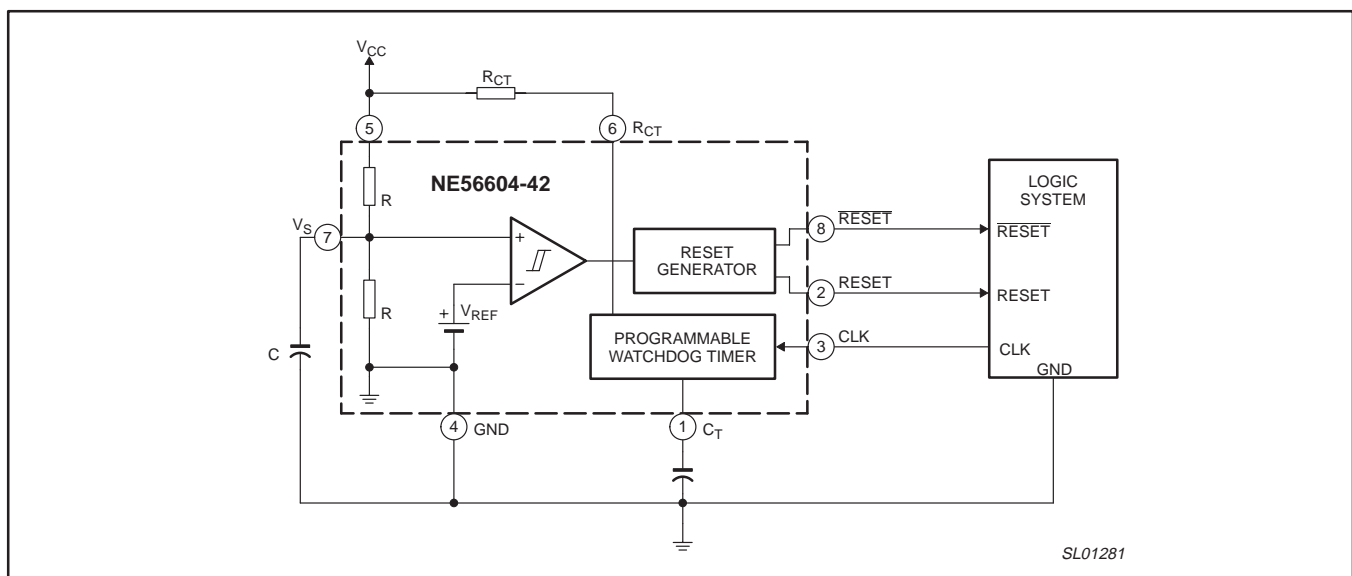 VCC
RCT
5
6 RCT
NE56604-42
R
VS
7
R
C
+
−
+ VREF
RESET
GENERATOR
PROGRAMMABLE
WATCHDOG TIMER
8 RESET
2 RESET
3 CLK
LOGIC
SYSTEM
RESET
RESET
CLK
GND
4 GND
1 CT
SL01281